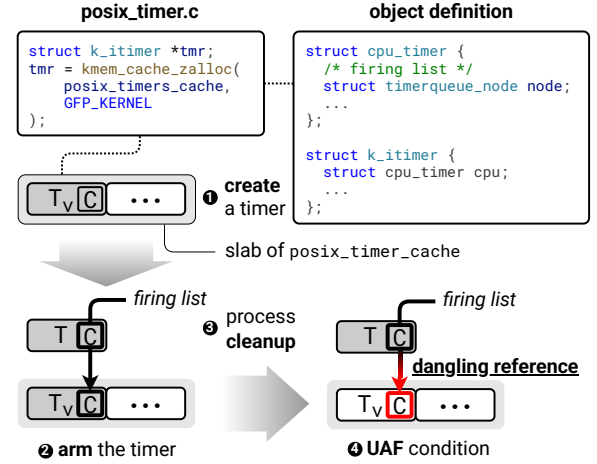 posix_timer.c
struct k_itimer *tmr;
tmr = kmem_cache_zalloc(
posix_timers_cache,
GFP_KERNEL
);
object definition
struct cpu_timer {
/* firing list */
struct timerqueue_node node;
...
};
struct k_itimer {
struct cpu_timer cpu;
...
};
Tv C ...
❶ create
a timer
slab of posix_timer_cache
firing list
T C
Tv C ...
❷ arm the timer
❸ process
cleanup
firing list
T C
dangling reference
Tv C ...
❹ UAF condition